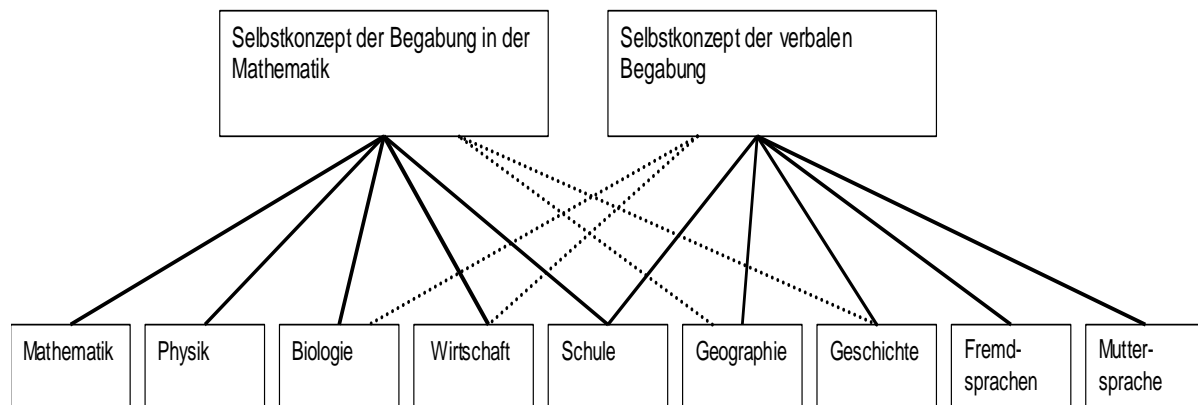 Selbstkonzept der Begabung in der
Mathematik
Selbstkonzept der verbalen
Begabung
Mathematik
Physik
Biologie
Wirtschaft
Schule
Geographie
Geschichte
Fremd-
sprachen
Mutter-
sprache